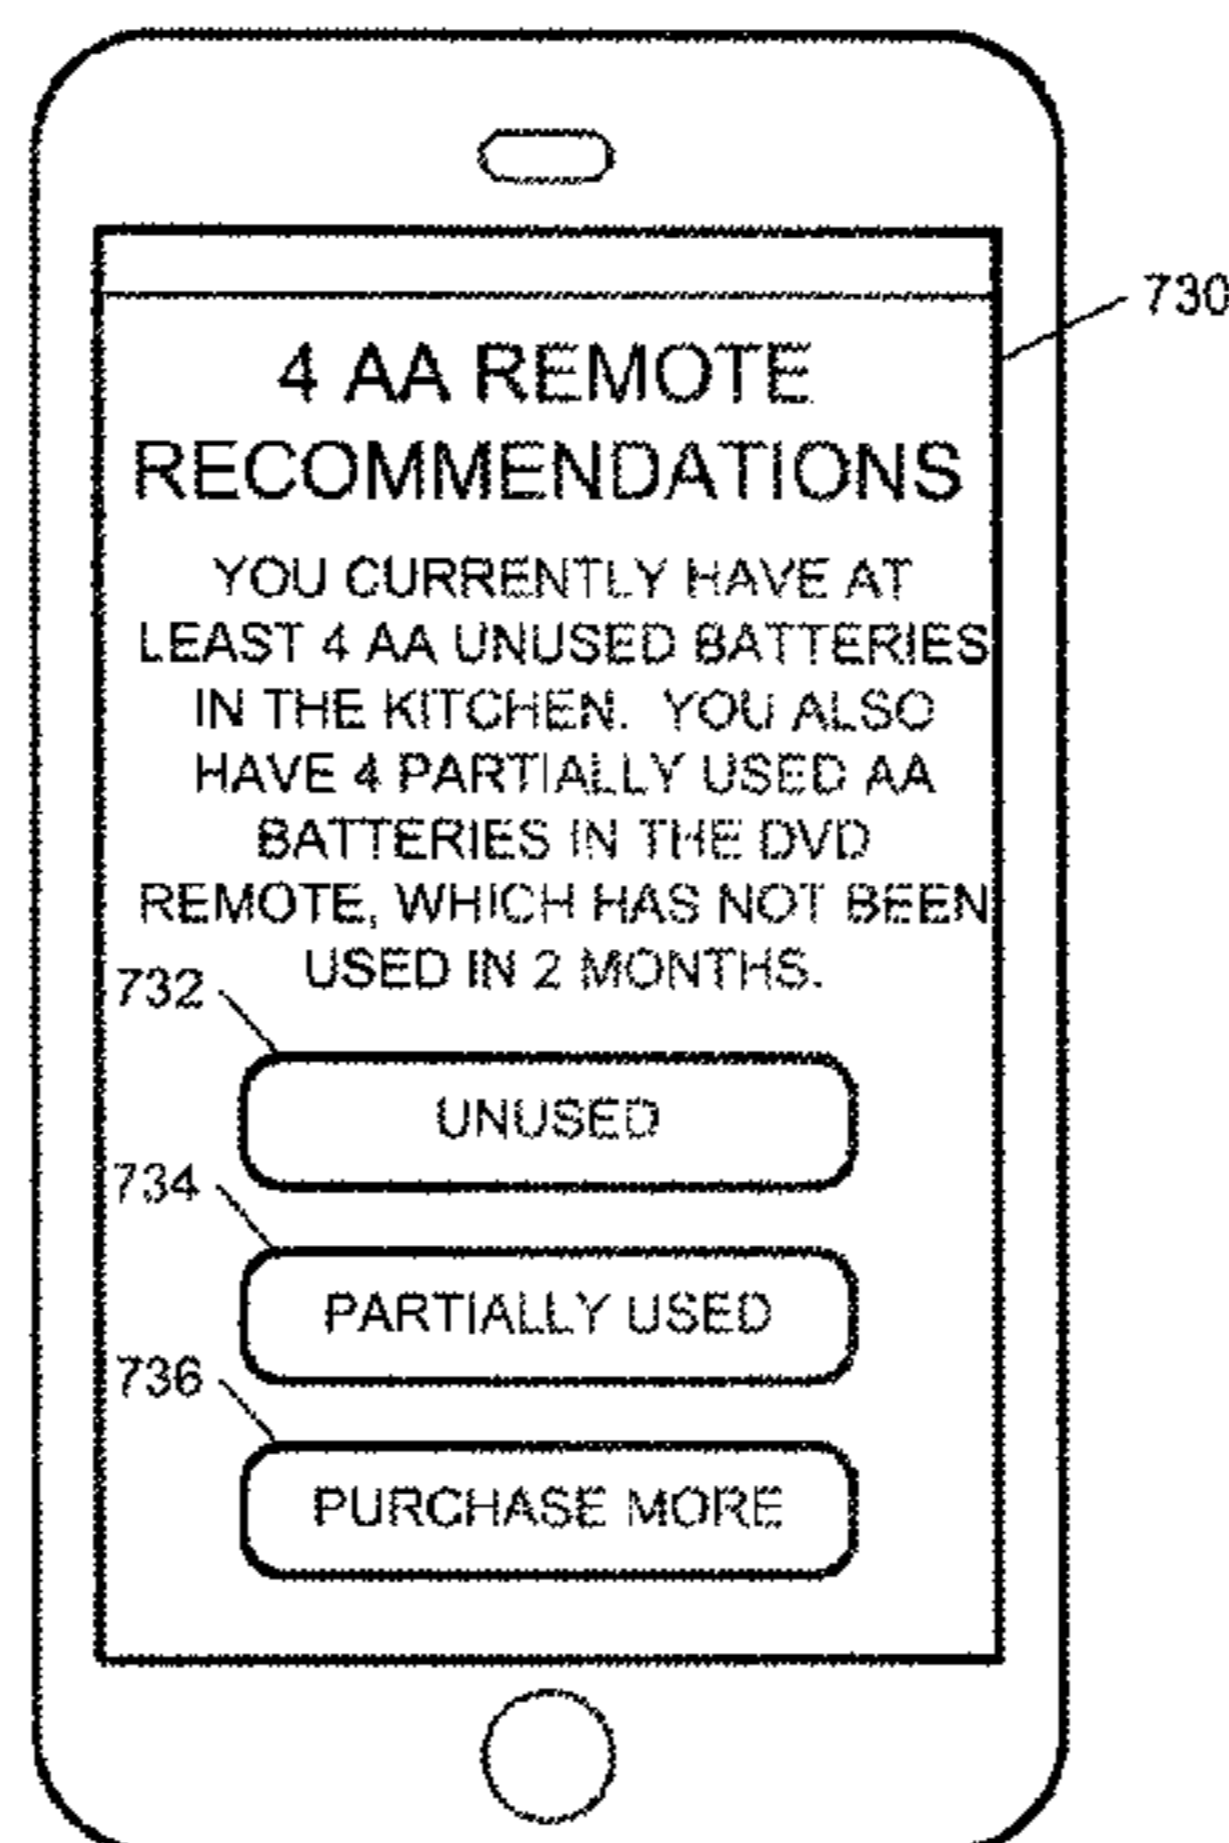 730
4 AA REMOTE
RECOMMENDATIONS
YOU CURRENTLY HAVE AT
LEAST 4 AA UNUSED BATTERIES
IN THE KITCHEN. YOU ALSO
HAVE 4 PARTIALLY USED AA
BATTERIES IN THE DVD
REMOTE, WHICH HAS NOT BEEN
USED IN 2 MONTHS.
732
UNUSED
734
PARTIALLY USED
736
PURCHASE MORE